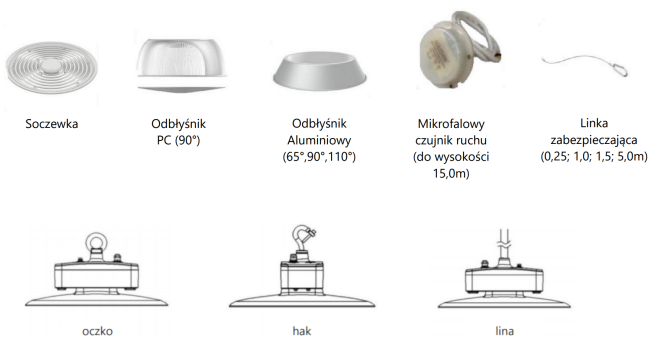 Soczewka
Odbłyśnik
PC (90°)
Odbłyśnik
Aluminiowy
(65°,90°,110°)
Mikrofalowy
czujnik ruchu
(do wysokości
15,0m)
Linka
zabezpieczająca
(0,25; 1,0; 1,5; 5,0m)
oczko
hak
lina